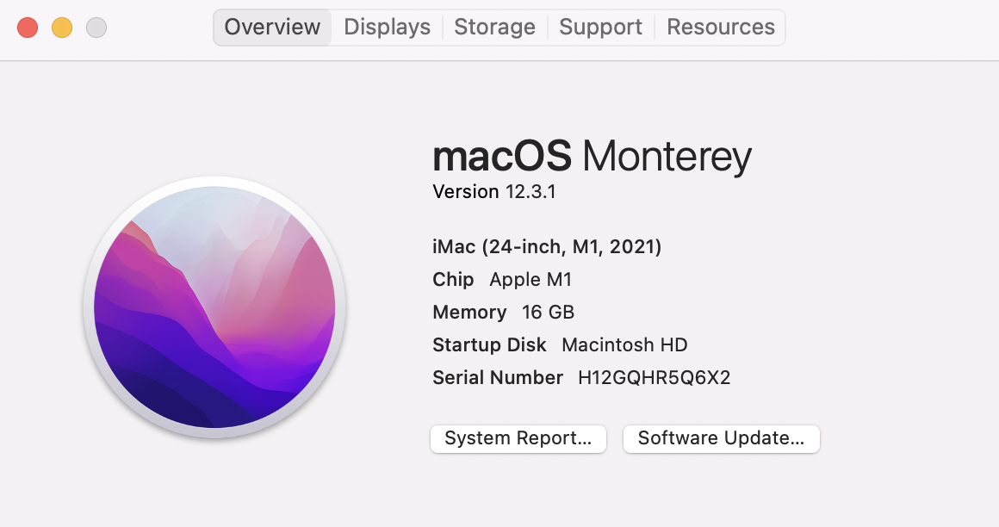 Overview Displays Storage Support Resources
macOS Monterey
Version 12.3.1
iMac (24-inch, M1, 2021)
Chip Apple M1
Memory 16 GB
Startup Disk Macintosh HD
Serial Number H12GQHR5Q6X2
System Report... Software Update...